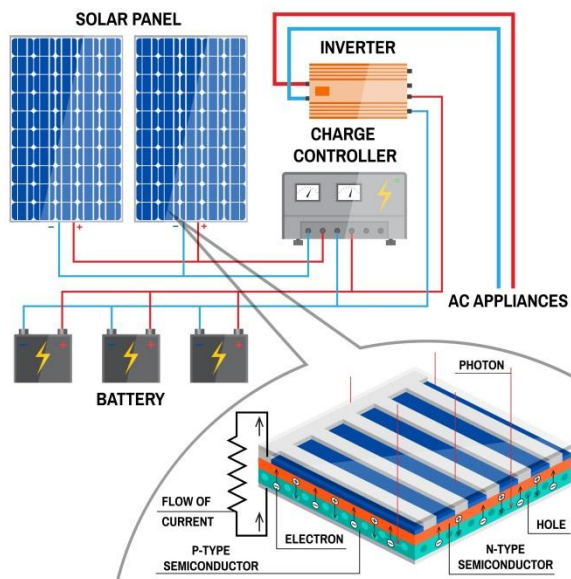 SOLAR PANEL
INVERTER
CHARGE
CONTROLLER
− +
− +
AC APPLIANCES
− + − + − +
BATTERY
PHOTON
FLOW OF
CURRENT
ELECTRON
HOLE
P-TYPE
SEMICONDUCTOR
N-TYPE
SEMICONDUCTOR